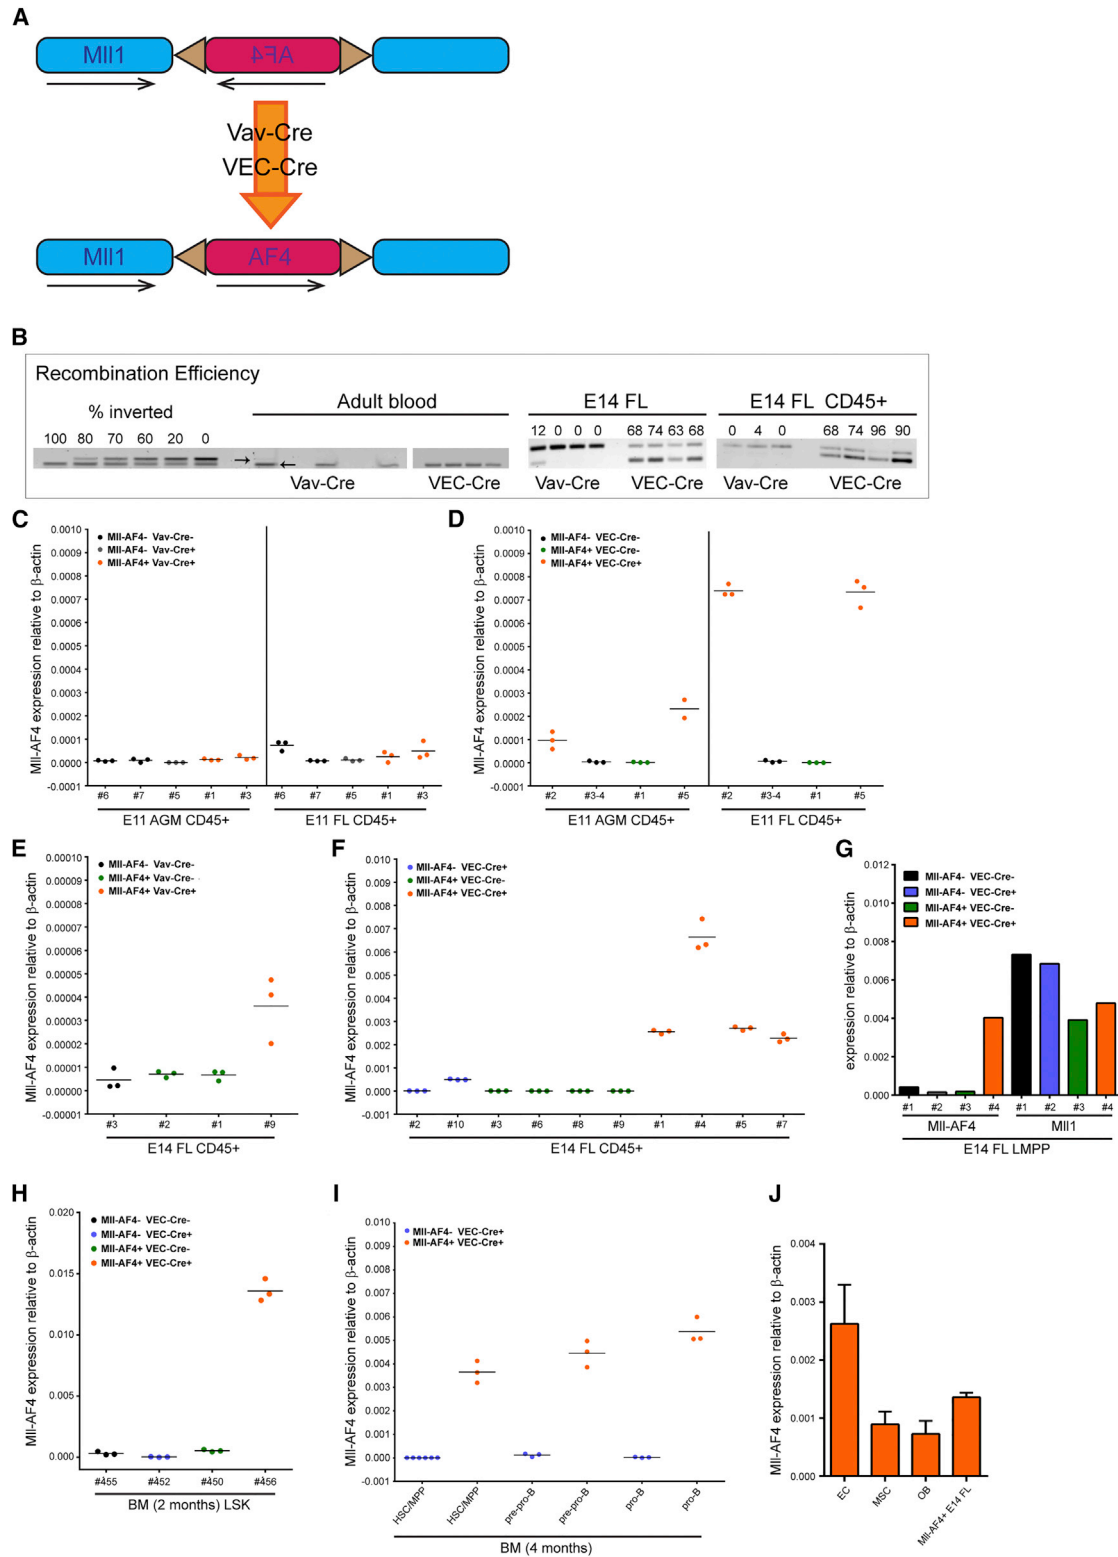 A
Mll1 AF4
Vav-Cre
VEC-Cre
Mll1 AF4
B
Recombination Efficiency
% inverted
100 80 70 60 20 0
Adult blood
Vav-Cre VEC-Cre
E14 FL
12 0 0 0 68 74 63 68
Vav-Cre VEC-Cre
E14 FL CD45+
0 4 0 68 74 96 90
Vav-Cre VEC-Cre
C
Mll-AF4 expression relative to β-actin
0.0010
0.0009
0.0008
0.0007
0.0006
0.0005
0.0004
0.0003
0.0002
0.0001
0.0000
-0.0001
Mll-AF4- Vav-Cre-
Mll-AF4- Vav-Cre+
Mll-AF4+ Vav-Cre+
#6 #7 #5 #1 #3 #6 #7 #5 #1 #3
E11 AGM CD45+ E11 FL CD45+
D
Mll-AF4 expression relative to β-actin
0.0010
0.0009
0.0008
0.0007
0.0006
0.0005
0.0004
0.0003
0.0002
0.0001
0.0000
-0.0001
Mll-AF4- VEC-Cre-
Mll-AF4+ VEC-Cre-
Mll-AF4+ VEC-Cre+
#2 #3-4 #1 #5 #2 #3-4 #1 #5
E11 AGM CD45+ E11 FL CD45+
E
Mll-AF4 expression relative to β-actin
0.00010
0.00009
0.00008
0.00007
0.00006
0.00005
0.00004
0.00003
0.00002
0.00001
0.00000
-0.00001
Mll-AF4- Vav-Cre-
Mll-AF4+ Vav-Cre-
Mll-AF4+ Vav-Cre+
#3 #2 #1 #9
E14 FL CD45+
F
Mll-AF4 expression relative to β-actin
0.010
0.009
0.008
0.007
0.006
0.005
0.004
0.003
0.002
0.001
0.000
-0.001
Mll-AF4- VEC-Cre+
Mll-AF4+ VEC-Cre-
Mll-AF4+ VEC-Cre+
#2 #10 #3 #6 #8 #9 #1 #4 #5 #7
E14 FL CD45+
G
expression relative to β-actin
0.012
0.010
0.008
0.006
0.004
0.002
0.000
Mll-AF4- VEC-Cre-
Mll-AF4- VEC-Cre+
Mll-AF4+ VEC-Cre-
Mll-AF4+ VEC-Cre+
#1 #2 #3 #4 #1 #2 #3 #4
Mll-AF4 Mll1
E14 FL LMPP
H
Mll-AF4 expression relative to β-actin
0.020
0.015
0.010
0.005
0.000
Mll-AF4- VEC-Cre-
Mll-AF4- VEC-Cre+
Mll-AF4+ VEC-Cre-
Mll-AF4+ VEC-Cre+
#455 #452 #450 #456
BM (2 months) LSK
I
Mll-AF4 expression relative to β-actin
0.010
0.009
0.008
0.007
0.006
0.005
0.004
0.003
0.002
0.001
0.000
-0.001
Mll-AF4- VEC-Cre+
Mll-AF4+ VEC-Cre+
HSC/MPP HSC/MPP pre-pro-B pre-pro-B pro-B pro-B
BM (4 months)
J
Mll-AF4 expression relative to β-actin
0.004
0.003
0.002
0.001
0.000
EC MSC OB Mll-AF4+ E14 FL